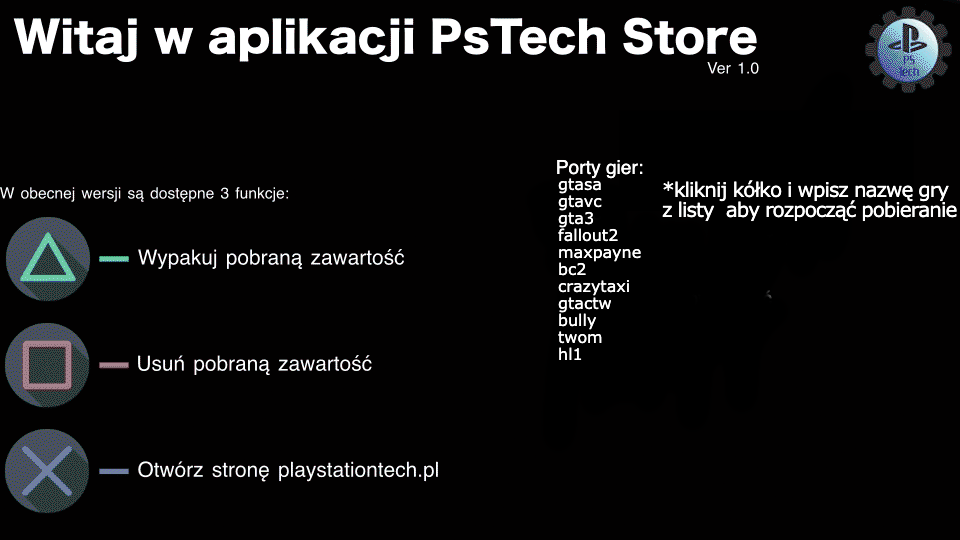 Witaj w aplikacji PsTech Store
Ver 1.0
PS
Tech
W obecnej wersji są dostępne 3 funkcje:
Wypakuj pobraną zawartość
Usuń pobraną zawartość
Otwórz stronę playstationtech.pl
Porty gier:
gtasa
gtavc
gta3
fallout2
maxpayne
bc2
crazytaxi
gtactw
bully
twom
hl1
*kliknij kółko i wpisz nazwę gry
z listy  aby rozpocząć pobieranie